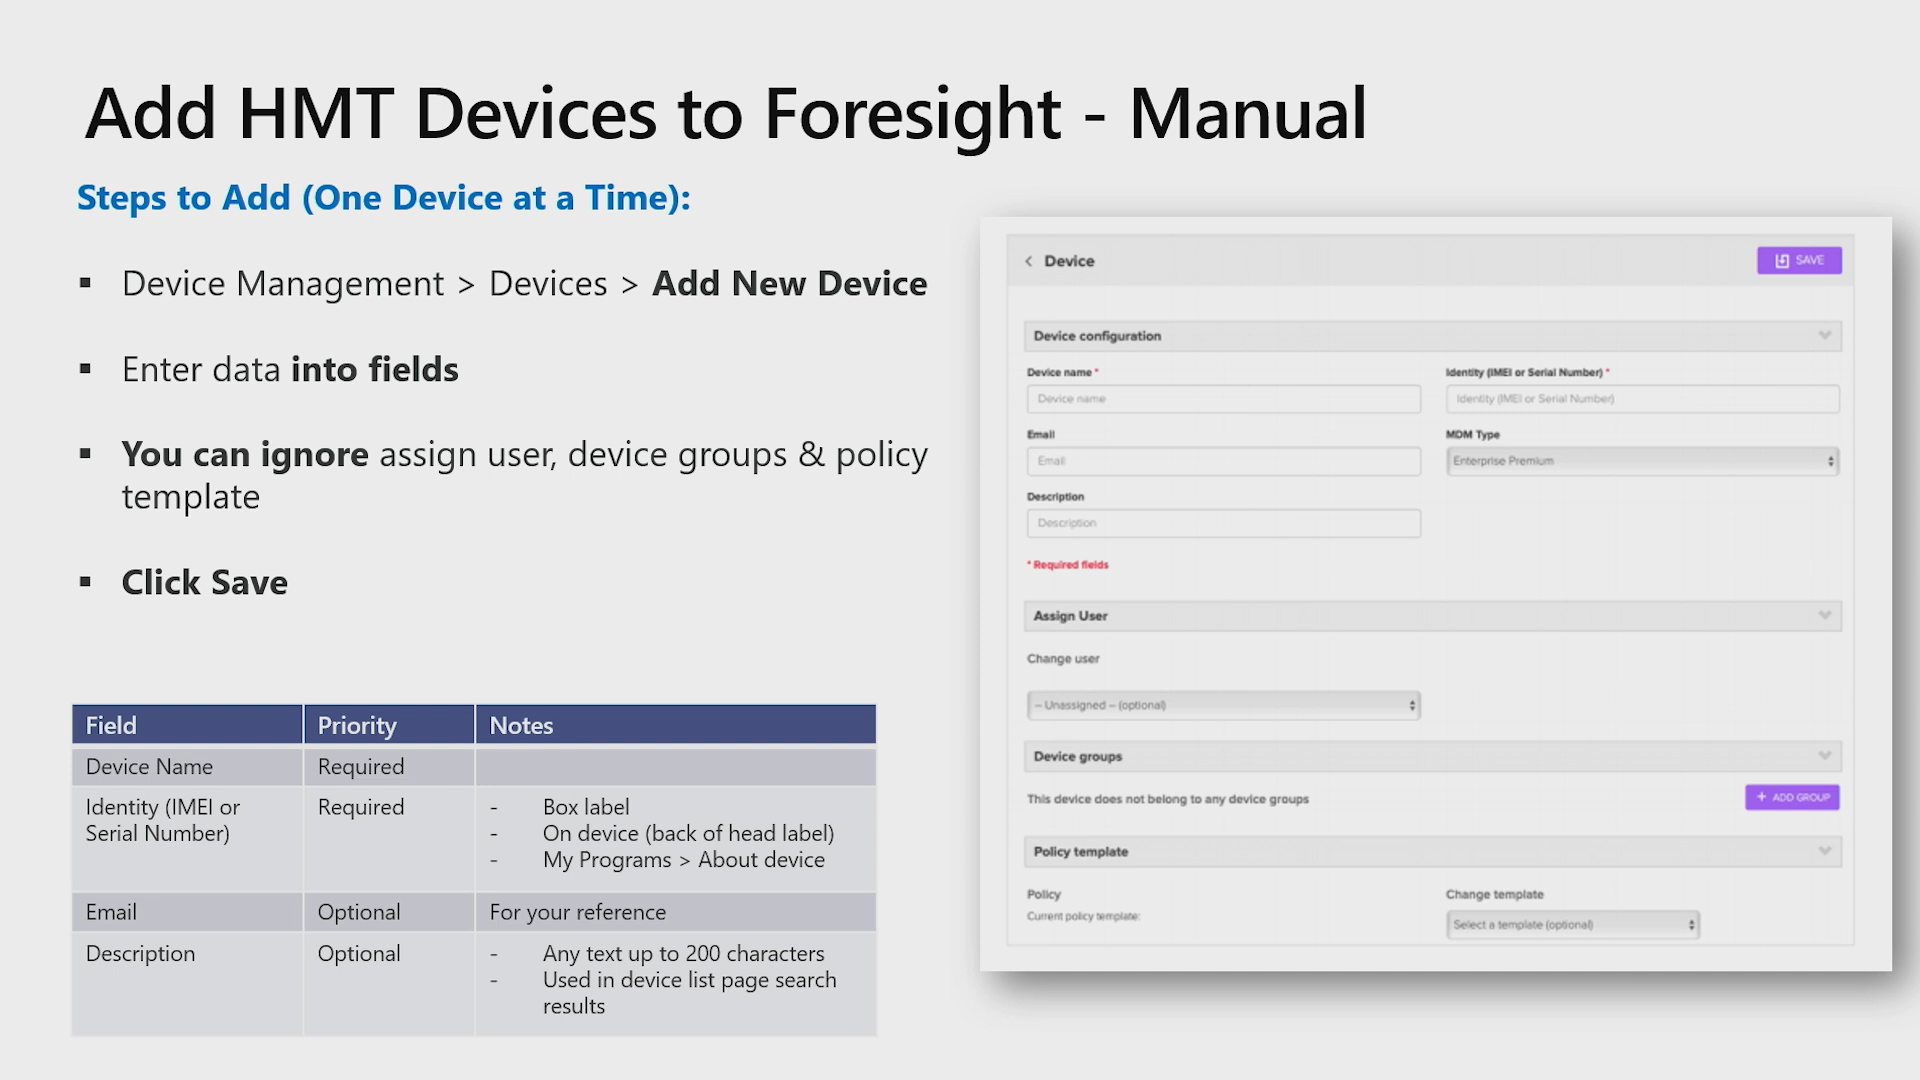 Add HMT Devices to Foresight - Manual
Steps to Add (One Device at a Time):
▪ Device Management > Devices > Add New Device
▪ Enter data into fields
▪ You can ignore assign user, device groups & policy
template
▪ Click Save
Field Priority Notes
Device Name Required
Identity (IMEI or
Serial Number)
Required
- Box label
- On device (back of head label)
- My Programs > About device
Email Optional For your reference
Description Optional
- Any text up to 200 characters
- Used in device list page search
results
< Device
SAVE
Device configuration
Device name *
Device name
Identity (IMEI or Serial Number) *
Identity (IMEI or Serial Number)
Email
Email
MDM Type
Enterprise Premium
Description
Description
* Required fields
Assign User
Change user
-- Unassigned -- (optional)
Device groups
This device does not belong to any device groups
+ ADD GROUP
Policy template
Policy
Current policy template:
Change template
Select a template (optional)